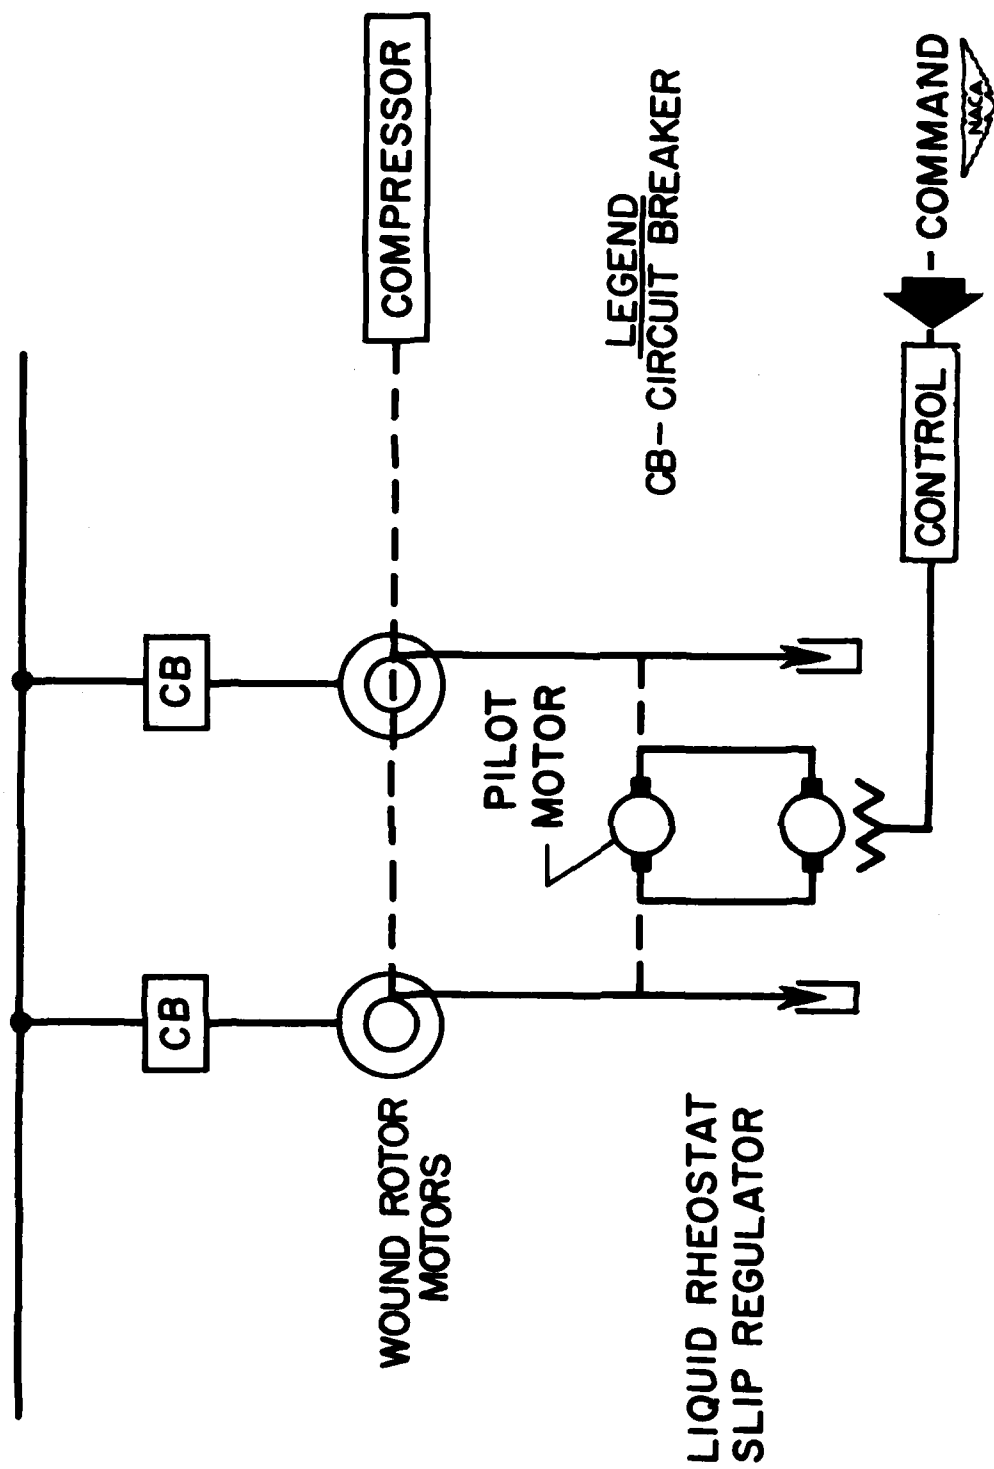 CB
CB
COMPRESSOR
WOUND ROTOR
MOTORS
PILOT
MOTOR
LEGEND
CB-CIRCUIT BREAKER
LIQUID RHEOSTAT
SLIP REGULATOR
CONTROL
COMMAND
NACA